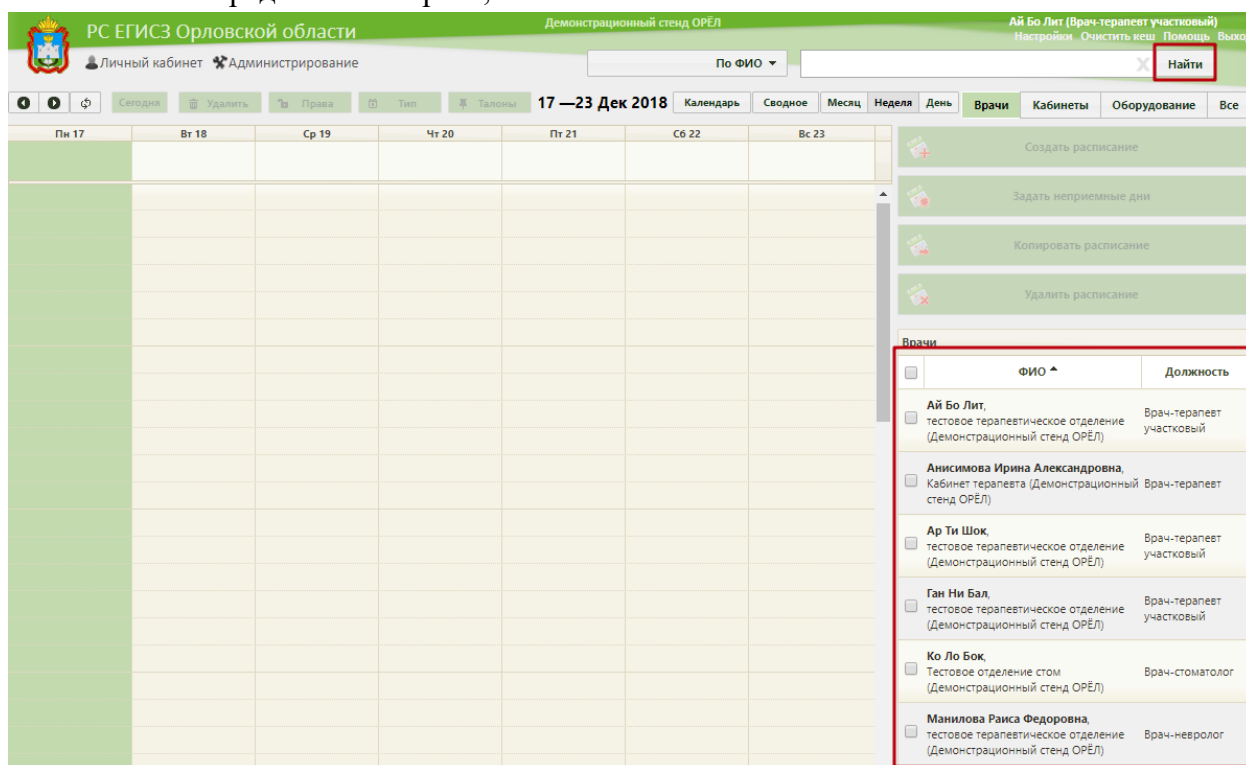 Демонстрационный стенд ОРЁЛ
Ай Бо Лит (Врач-терапевт участковый)
РС ЕГИСЗ Орловской области
Настройки Очистить кеш Помощь Выхо
Личный кабинет Администрирование
По ФИО
Найти
Сегодня Удалить Права Тип Талоны 17 —23 Дек 2018 Календарь Сводное Месяц Неделя День Врачи Кабинеты Оборудование Все
Пн 17 Вт 18 Ср 19 Чт 20 Пт 21 Сб 22 Вс 23
Создать расписание
Задать неприемные дни
Копировать расписание
Удалить расписание
Врачи
ФИО Должность
Ай Бо Лит,
тестовое терапевтическое отделение
(Демонстрационный стенд ОРЁЛ)
Врач-терапевт
участковый
Анисимова Ирина Александровна,
Кабинет терапевта (Демонстрационный
стенд ОРЁЛ)
Врач-терапевт
Ар Ти Шок,
тестовое терапевтическое отделение
(Демонстрационный стенд ОРЁЛ)
Врач-терапевт
участковый
Ган Ни Бал,
тестовое терапевтическое отделение
(Демонстрационный стенд ОРЁЛ)
Врач-терапевт
участковый
Ко Ло Бок,
Тестовое отделение стом
(Демонстрационный стенд ОРЁЛ)
Врач-стоматолог
Манилова Раиса Федоровна,
тестовое терапевтическое отделение
(Демонстрационный стенд ОРЁЛ)
Врач-невролог